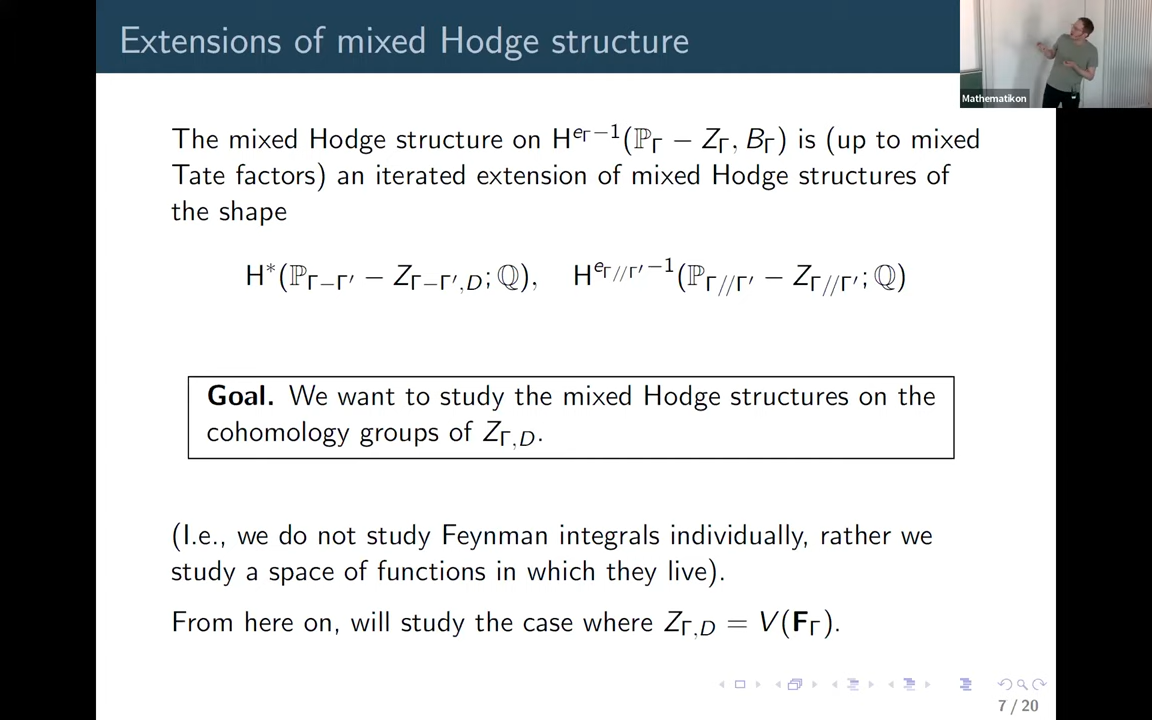 Extensions of mixed Hodge structure
Mathematikon
The mixed Hodge structure on H^{e_Γ−1}(ℙ_Γ − Z_Γ, B_Γ) is (up to mixed
Tate factors) an iterated extension of mixed Hodge structures of
the shape
H^*(ℙ_{Γ−Γ′} − Z_{Γ−Γ′,D}; ℚ), H^{e_{Γ//Γ′}−1}(ℙ_{Γ//Γ′} − Z_{Γ//Γ′}; ℚ)
Goal. We want to study the mixed Hodge structures on the
cohomology groups of Z_{Γ,D}.
(I.e., we do not study Feynman integrals individually, rather we
study a space of functions in which they live).
From here on, will study the case where Z_{Γ,D} = V(F_Γ).
7 / 20